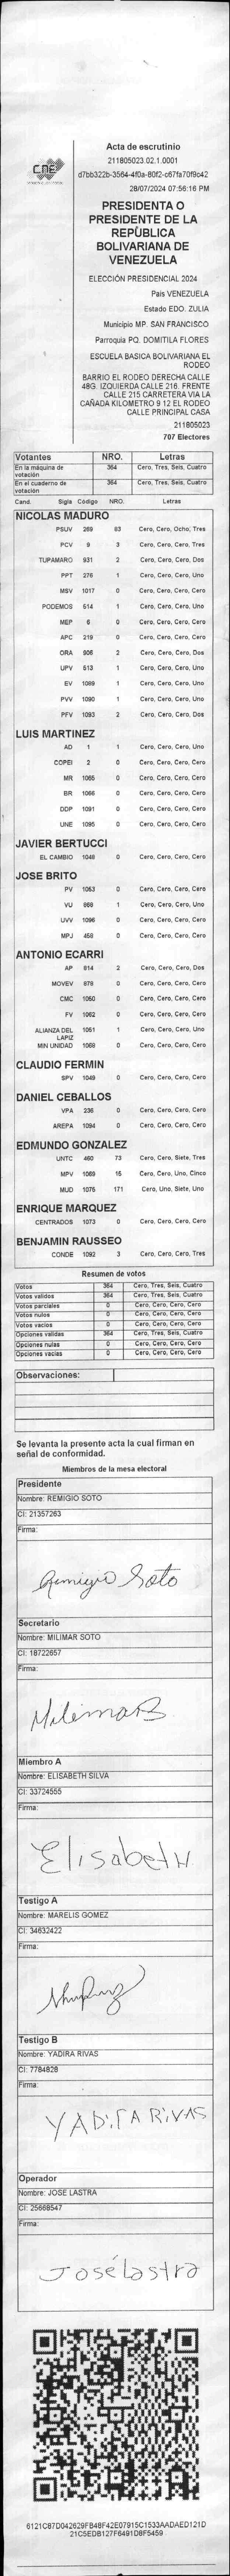 CNE
Acta de escrutinio
211805023.02.1.0001
d7bb322b-3564-4f0a-80f2-c67fa70f9c42
28/07/2024 07:56:16 PM
PRESIDENTA O
PRESIDENTE DE LA
REPÚBLICA
BOLIVARIANA DE
VENEZUELA
ELECCIÓN PRESIDENCIAL 2024
País VENEZUELA
Estado EDO. ZULIA
Municipio MP. SAN FRANCISCO
Parroquia PQ. DOMITILA FLORES
ESCUELA BASICA BOLIVARIANA EL
RODEO
BARRIO EL RODEO DERECHA CALLE
48G. IZQUIERDA CALLE 216. FRENTE
CALLE 215 CARRETERA VIA LA
CAÑADA KILOMETRO 9 12 EL RODEO
CALLE PRINCIPAL CASA
211805023
707 Electores
Votantes NRO. Letras
En la máquina de votación 364 Cero, Tres, Seis, Cuatro
En el cuaderno de votación 364 Cero, Tres, Seis, Cuatro
Cand. Sigla Código NRO. Letras
NICOLAS MADURO
PSUV 269 83 Cero, Cero, Ocho, Tres
PCV 9 3 Cero, Cero, Cero, Tres
TUPAMARO 931 2 Cero, Cero, Cero, Dos
PPT 276 1 Cero, Cero, Cero, Uno
MSV 1017 0 Cero, Cero, Cero, Cero
PODEMOS 514 1 Cero, Cero, Cero, Uno
MEP 6 0 Cero, Cero, Cero, Cero
APC 219 0 Cero, Cero, Cero, Cero
ORA 906 2 Cero, Cero, Cero, Dos
UPV 513 1 Cero, Cero, Cero, Uno
EV 1089 1 Cero, Cero, Cero, Uno
PVV 1090 1 Cero, Cero, Cero, Uno
PFV 1093 2 Cero, Cero, Cero, Dos
LUIS MARTINEZ
AD 1 1 Cero, Cero, Cero, Uno
COPEI 2 0 Cero, Cero, Cero, Cero
MR 1065 0 Cero, Cero, Cero, Cero
BR 1066 0 Cero, Cero, Cero, Cero
DDP 1091 0 Cero, Cero, Cero, Cero
UNE 1095 0 Cero, Cero, Cero, Cero
JAVIER BERTUCCI
EL CAMBIO 1048 0 Cero, Cero, Cero, Cero
JOSE BRITO
PV 1053 0 Cero, Cero, Cero, Cero
VU 668 1 Cero, Cero, Cero, Uno
UVV 1096 0 Cero, Cero, Cero, Cero
MPJ 458 0 Cero, Cero, Cero, Cero
ANTONIO ECARRI
AP 814 2 Cero, Cero, Cero, Dos
MOVEV 878 0 Cero, Cero, Cero, Cero
CMC 1050 0 Cero, Cero, Cero, Cero
FV 1062 0 Cero, Cero, Cero, Cero
ALIANZA DEL LAPIZ 1051 1 Cero, Cero, Cero, Uno
MIN UNIDAD 1068 0 Cero, Cero, Cero, Cero
CLAUDIO FERMIN
SPV 1049 0 Cero, Cero, Cero, Cero
DANIEL CEBALLOS
VPA 236 0 Cero, Cero, Cero, Cero
AREPA 1094 0 Cero, Cero, Cero, Cero
EDMUNDO GONZALEZ
UNTC 460 73 Cero, Cero, Siete, Tres
MPV 1069 15 Cero, Cero, Uno, Cinco
MUD 1075 171 Cero, Uno, Siete, Uno
ENRIQUE MARQUEZ
CENTRADOS 1073 0 Cero, Cero, Cero, Cero
BENJAMIN RAUSSEO
CONDE 1092 3 Cero, Cero, Cero, Tres
Resumen de votos
Votos 364 Cero, Tres, Seis, Cuatro
Votos validos 364 Cero, Tres, Seis, Cuatro
Votos parciales 0 Cero, Cero, Cero, Cero
Votos nulos 0 Cero, Cero, Cero, Cero
Votos vacios 0 Cero, Cero, Cero, Cero
Opciones validas 364 Cero, Tres, Seis, Cuatro
Opciones nulas 0 Cero, Cero, Cero, Cero
Opciones vacias 0 Cero, Cero, Cero, Cero
Observaciones:
Se levanta la presente acta la cual firman en
señal de conformidad.
Miembros de la mesa electoral
Presidente
Nombre: REMIGIO SOTO
CI: 21357263
Firma:
Remigio Soto
Secretario
Nombre: MILIMAR SOTO
CI: 18722657
Firma:
MilimarS
Miembro A
Nombre: ELISABETH SILVA
CI: 33724555
Firma:
Elisabeth
Testigo A
Nombre: MARELIS GOMEZ
CI: 34632422
Firma:
Testigo B
Nombre: YADIRA RIVAS
CI: 7784828
Firma:
YADIRA RIVAS
Operador
Nombre: JOSE LASTRA
CI: 25668547
Firma:
José Lastra
6121C87D042629FB48F42E07915C1533AADAED121D
21C5EDB127F6491D8F5459